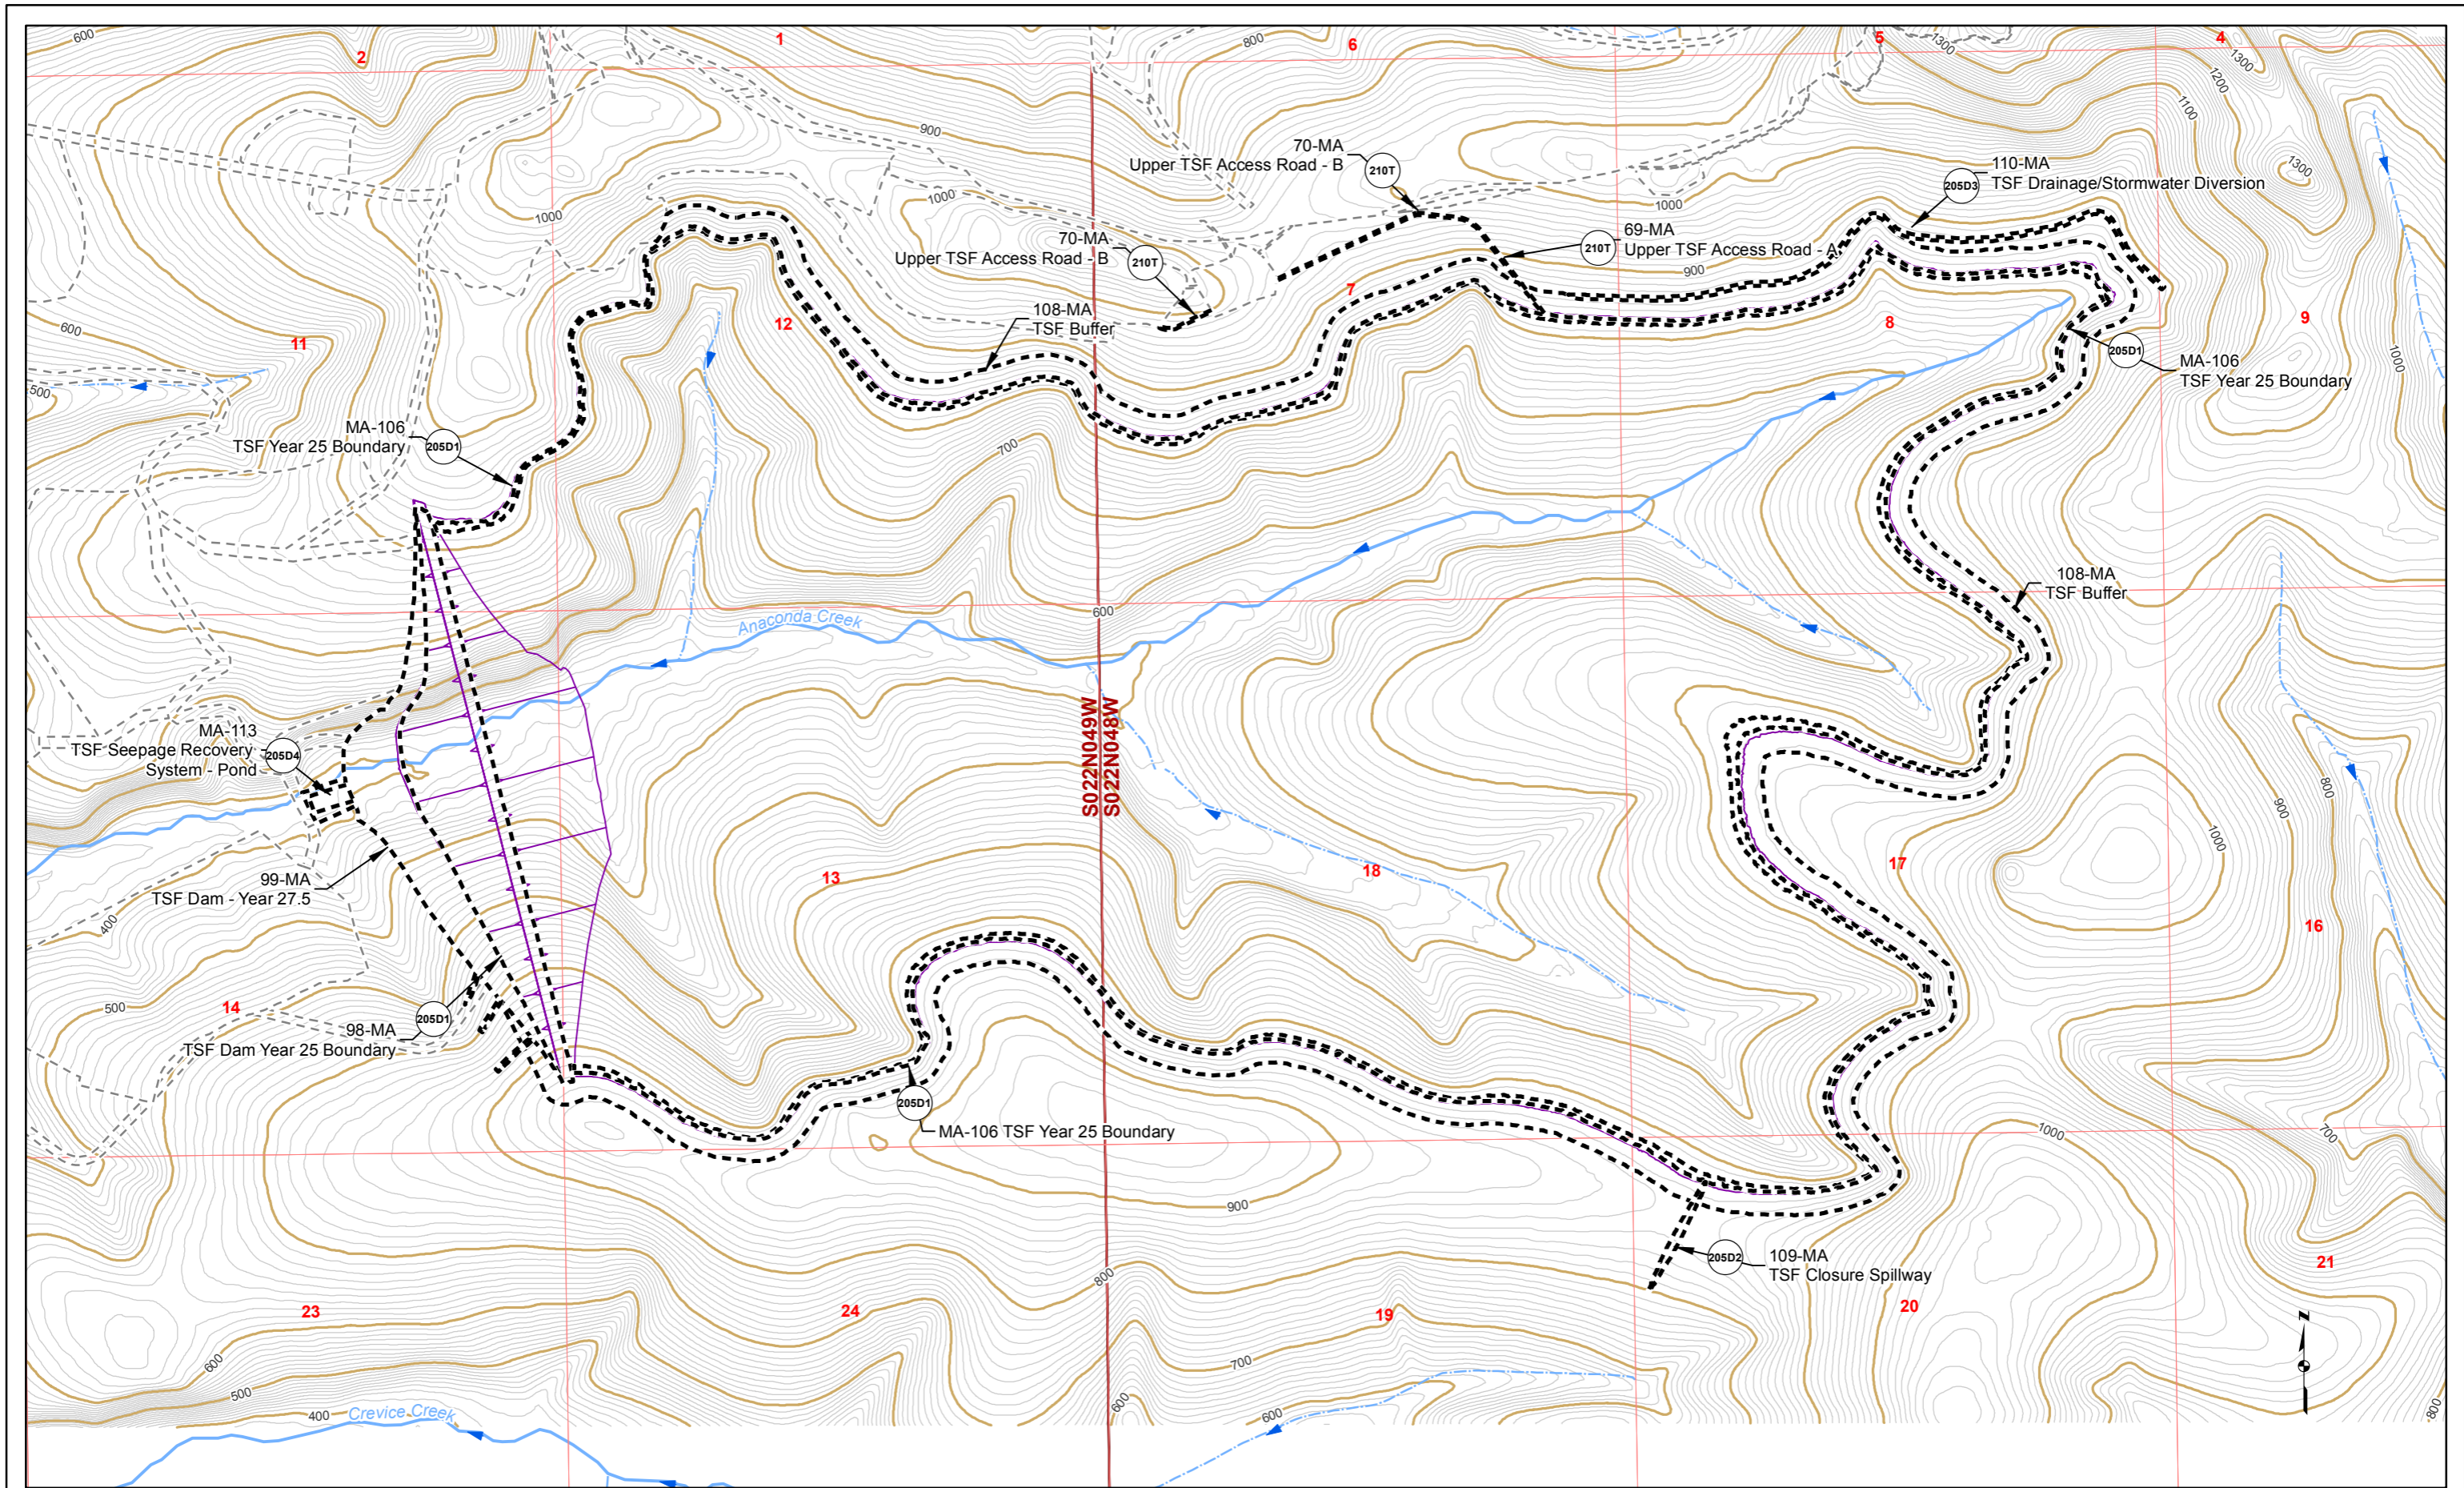 600
2
1
800
6
5
1300
4
1300
1200
1100
900
1300
70-MA
Upper TSF Access Road - B
210T
110-MA
TSF Drainage/Stormwater Diversion
205D3
1000
1000
1000
70-MA
Upper TSF Access Road - B
210T
69-MA
Upper TSF Access Road - A
210T
900
7
108-MA
TSF Buffer
12
8
9
600
11
500
1000
205D1
MA-106
TSF Year 25 Boundary
MA-106
TSF Year 25 Boundary
205D1
700
108-MA
TSF Buffer
600
Anaconda Creek
S022N049W
S022N048W
MA-113
TSF Seepage Recovery
System - Pond
205D4
800
900
1000
99-MA
TSF Dam - Year 27.5
13
18
17
400
16
500
14
98-MA
TSF Dam Year 25 Boundary
205D1
205D1
MA-106 TSF Year 25 Boundary
1000
700
900
205D2
109-MA
TSF Closure Spillway
800
21
23
24
19
20
N
600
700
500
600
600
800
400
Crevice Creek